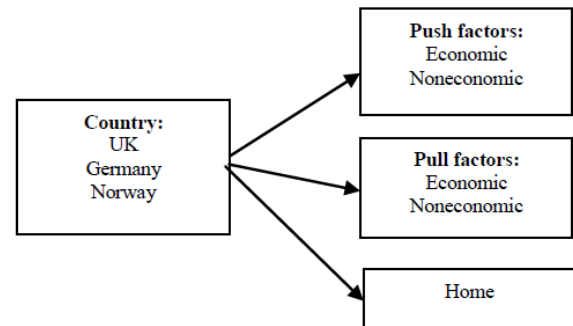 Country:
UK
Germany
Norway
Push factors:
Economic
Noneconomic
Pull factors:
Economic
Noneconomic
Home